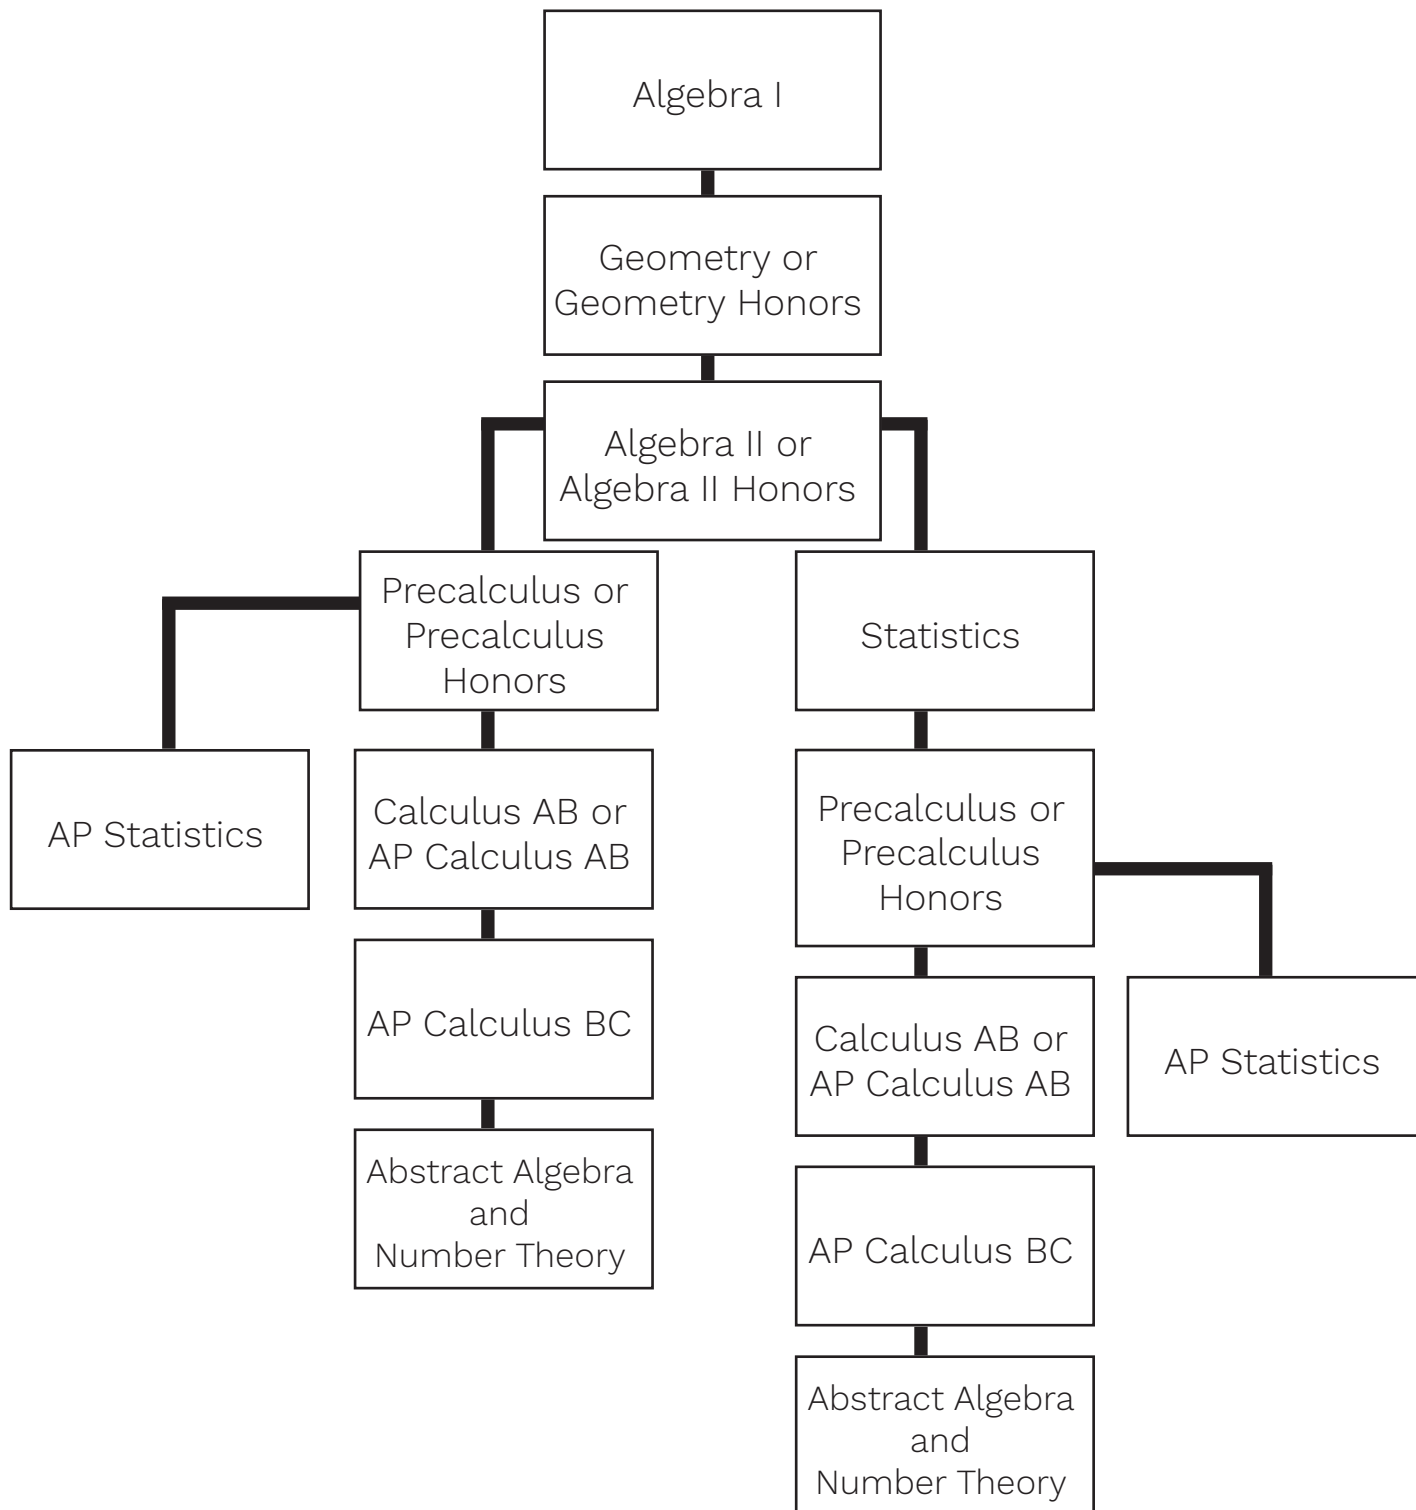 Algebra I
Geometry or
Geometry Honors
Algebra II or
Algebra II Honors
Precalculus or
Precalculus
Honors
Statistics
AP Statistics
Calculus AB or
AP Calculus AB
Precalculus or
Precalculus
Honors
AP Calculus BC
Calculus AB or
AP Calculus AB
AP Statistics
Abstract Algebra
and
Number Theory
AP Calculus BC
Abstract Algebra
and
Number Theory